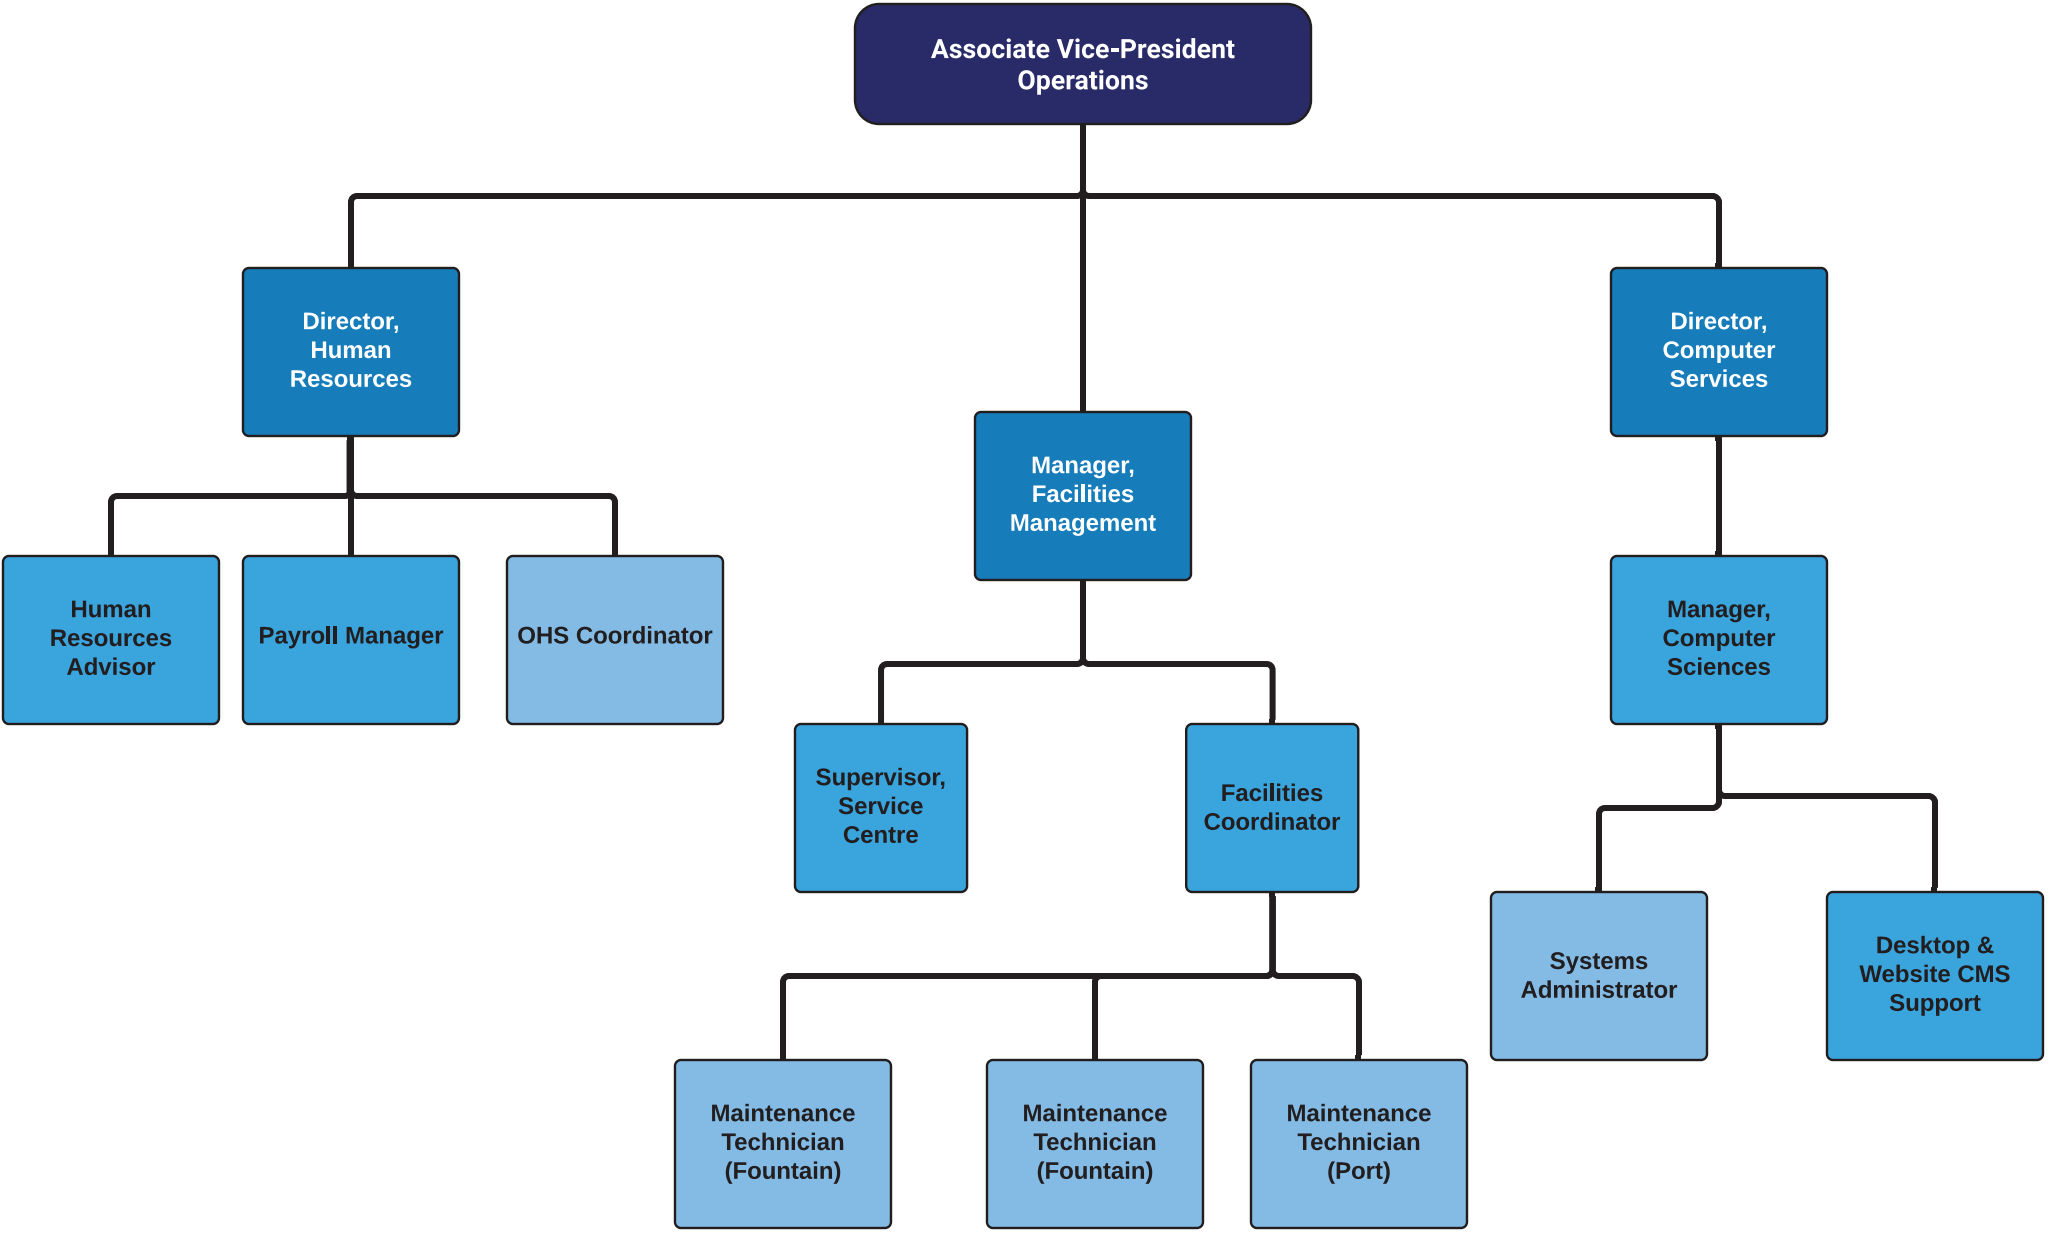 Associate Vice-President
Operations
Director,
Human
Resources
Director,
Computer
Services
Manager,
Facilities
Management
Human
Resources
Advisor
Payroll Manager
OHS Coordinator
Manager,
Computer
Sciences
Supervisor,
Service
Centre
Facilities
Coordinator
Systems
Administrator
Desktop &
Website CMS
Support
Maintenance
Technician
(Fountain)
Maintenance
Technician
(Fountain)
Maintenance
Technician
(Port)